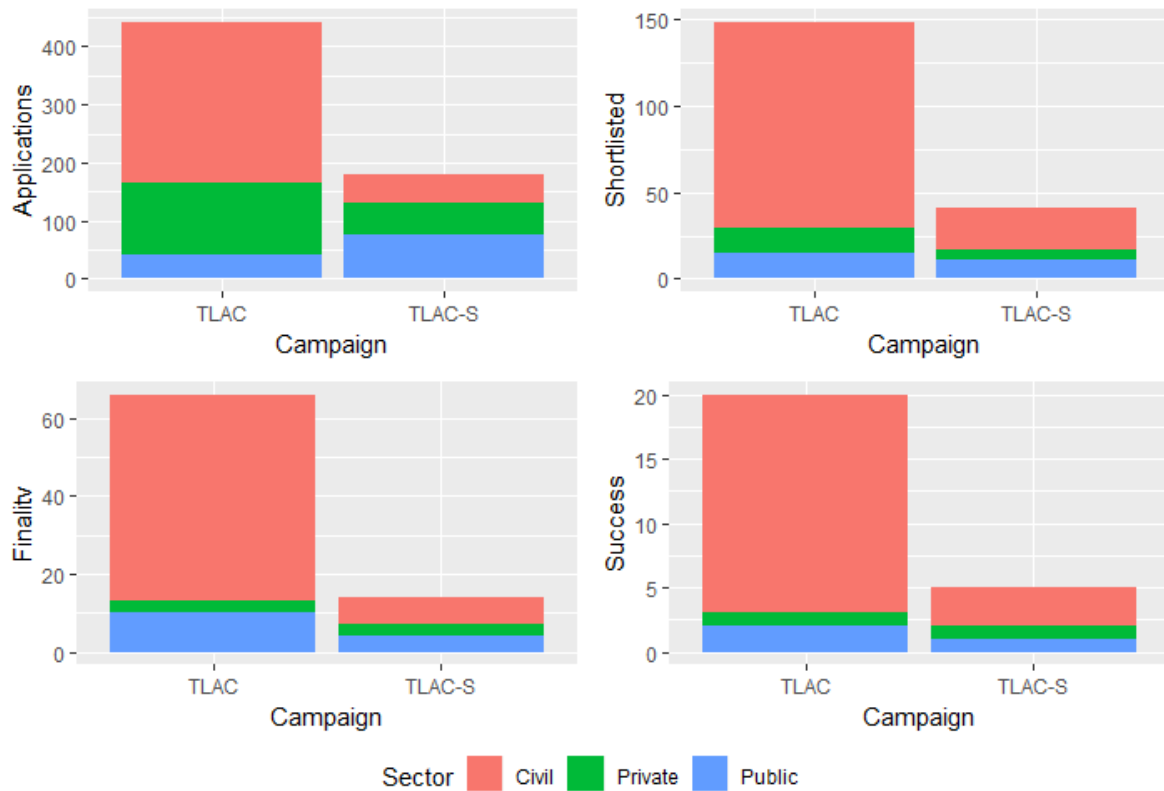 Applications
400
300
200
100
0
TLAC
TLAC-S
Campaign
Shortlisted
150
100
50
0
TLAC
TLAC-S
Campaign
Finality
60
40
20
0
TLAC
TLAC-S
Campaign
Success
20
15
10
5
0
TLAC
TLAC-S
Campaign
Sector Civil Private Public